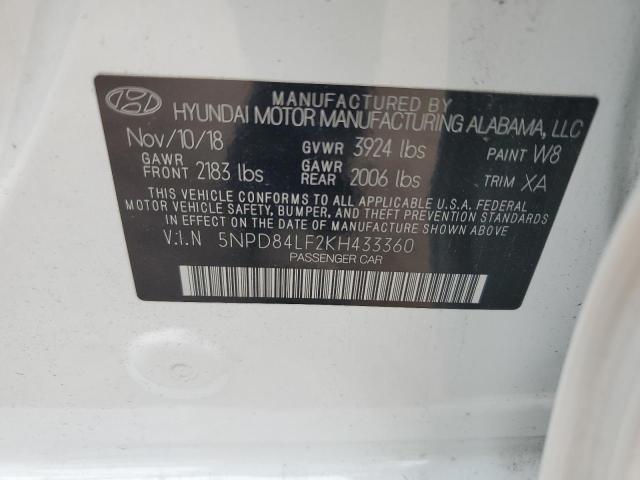 MANUFACTURED BY
HYUNDAI MOTOR MANUFACTURING ALABAMA, LLC
Nov/10/18 GVWR 3924 lbs PAINT W8
GAWR FRONT 2183 lbs GAWR REAR 2006 lbs TRIM XA
THIS VEHICLE CONFORMS TO ALL APPLICABLE U.S.A. FEDERAL
MOTOR VEHICLE SAFETY, BUMPER, AND THEFT PREVENTION STANDARDS
IN EFFECT ON THE DATE OF MANUFACTURE SHOWN ABOVE.
V.I.N 5NPD84LF2KH433360
PASSENGER CAR